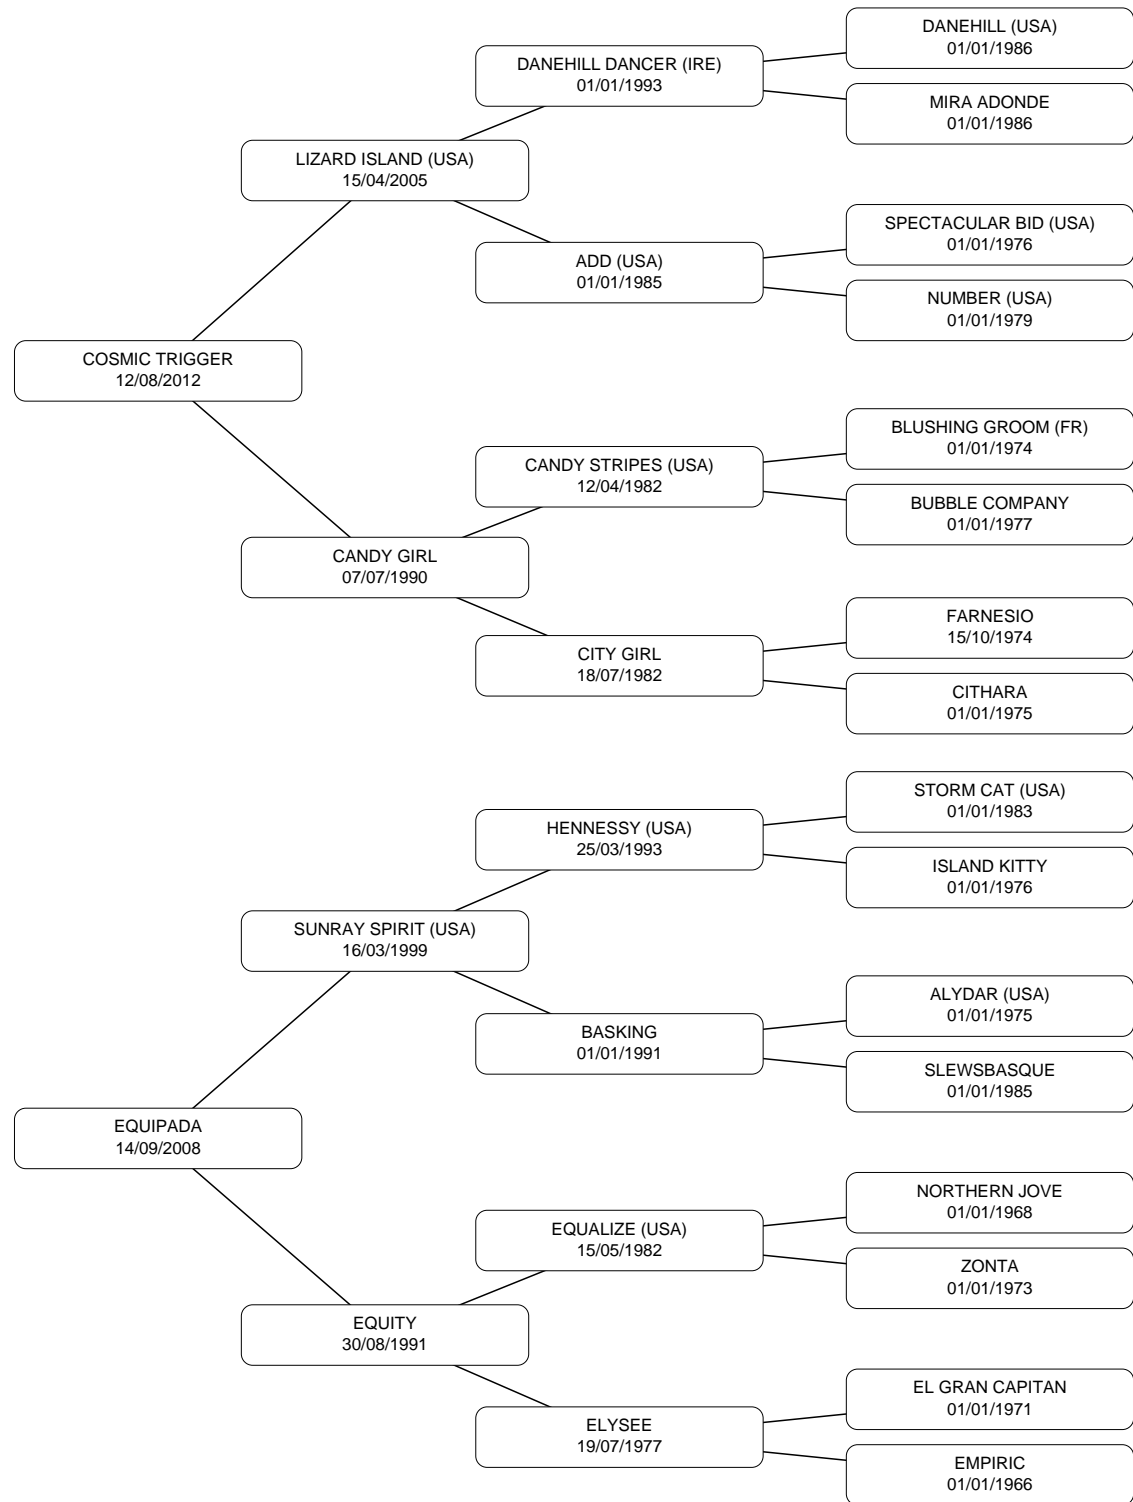 DANEHILL (USA)
01/01/1986
DANEHILL DANCER (IRE)
01/01/1993
MIRA ADONDE
01/01/1986
LIZARD ISLAND (USA)
15/04/2005
SPECTACULAR BID (USA)
01/01/1976
ADD (USA)
01/01/1985
NUMBER (USA)
01/01/1979
COSMIC TRIGGER
12/08/2012
BLUSHING GROOM (FR)
01/01/1974
CANDY STRIPES (USA)
12/04/1982
BUBBLE COMPANY
01/01/1977
CANDY GIRL
07/07/1990
FARNESIO
15/10/1974
CITY GIRL
18/07/1982
CITHARA
01/01/1975
STORM CAT (USA)
01/01/1983
HENNESSY (USA)
25/03/1993
ISLAND KITTY
01/01/1976
SUNRAY SPIRIT (USA)
16/03/1999
ALYDAR (USA)
01/01/1975
BASKING
01/01/1991
SLEWSBASQUE
01/01/1985
EQUIPADA
14/09/2008
NORTHERN JOVE
01/01/1968
EQUALIZE (USA)
15/05/1982
ZONTA
01/01/1973
EQUITY
30/08/1991
EL GRAN CAPITAN
01/01/1971
ELYSEE
19/07/1977
EMPIRIC
01/01/1966